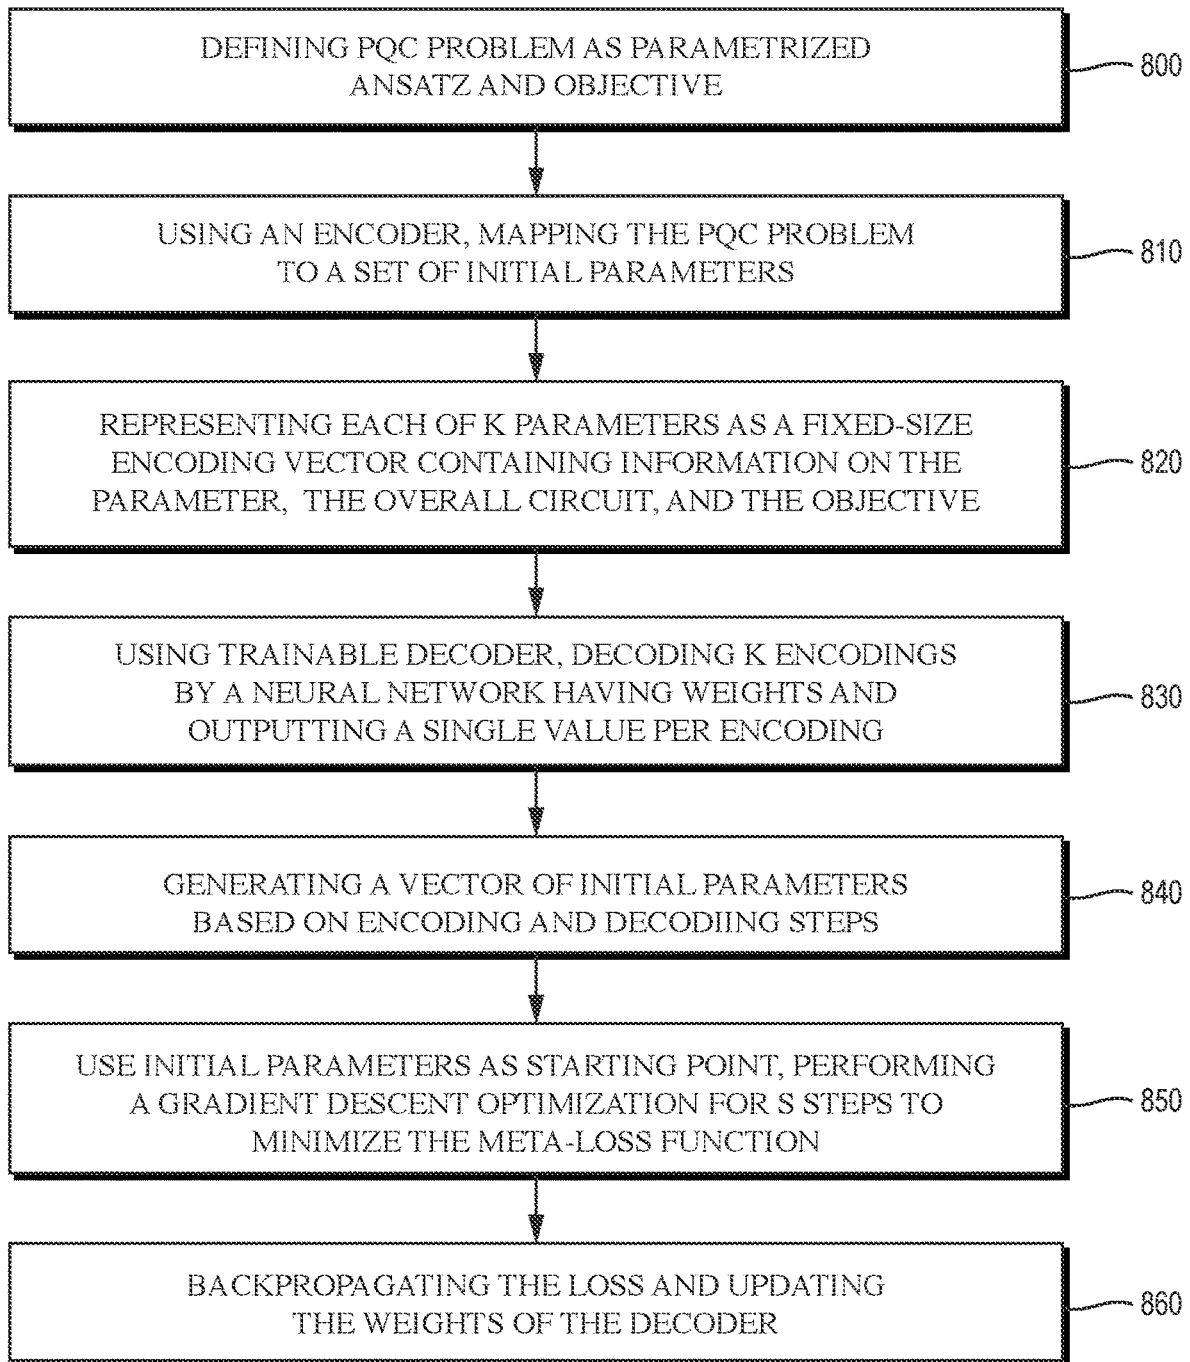 DEFINING PQC PROBLEM AS PARAMETRIZED
ANSATZ AND OBJECTIVE
800
USING AN ENCODER, MAPPING THE PQC PROBLEM
TO A SET OF INITIAL PARAMETERS
810
REPRESENTING EACH OF K PARAMETERS AS A FIXED-SIZE
ENCODING VECTOR CONTAINING INFORMATION ON THE
PARAMETER, THE OVERALL CIRCUIT, AND THE OBJECTIVE
820
USING TRAINABLE DECODER, DECODING K ENCODINGS
BY A NEURAL NETWORK HAVING WEIGHTS AND
OUTPUTTING A SINGLE VALUE PER ENCODING
830
GENERATING A VECTOR OF INITIAL PARAMETERS
BASED ON ENCODING AND DECODIING STEPS
840
USE INITIAL PARAMETERS AS STARTING POINT, PERFORMING
A GRADIENT DESCENT OPTIMIZATION FOR S STEPS TO
MINIMIZE THE META-LOSS FUNCTION
850
BACKPROPAGATING THE LOSS AND UPDATING
THE WEIGHTS OF THE DECODER
860